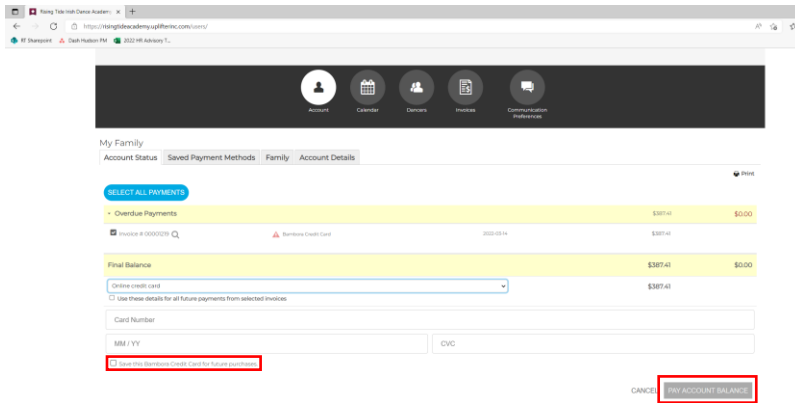 Rising Tide Irish Dance Academy
https://risingtideacademy.uplifterinc.com/users/
RT Sharepoint Dash Hudson PM 2022 HR Advisory T...
Account Calendar Dancers Invoices Communication
Preferences
My Family
Account Status Saved Payment Methods Family Account Details
Print
SELECT ALL PAYMENTS
Overdue Payments $387.41 $0.00
Invoice # 00001219 Bambora Credit Card 2022-03-14 $387.41
Final Balance $387.41 $0.00
Online credit card $387.41
Use these details for all future payments from selected invoices
Card Number
MM / YY CVC
Save this Bambora Credit Card for future purchases.
CANCEL PAY ACCOUNT BALANCE